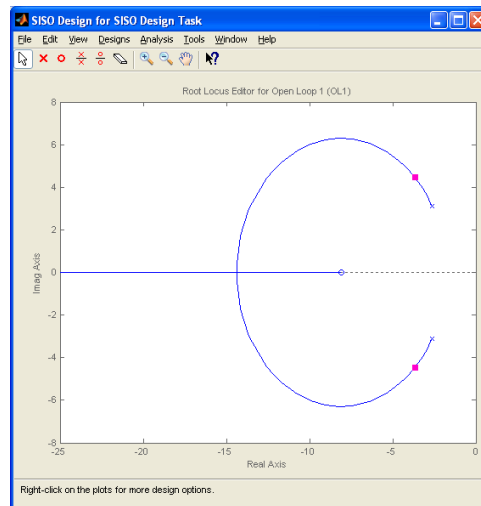 SISO Design for SISO Design Task
File Edit View Designs Analysis Tools Window Help
Root Locus Editor for Open Loop 1 (OL1)
8
6
4
2
0
-2
-4
-6
-8
Imag Axis
-25 -20 -15 -10 -5 0
Real Axis
Right-click on the plots for more design options.